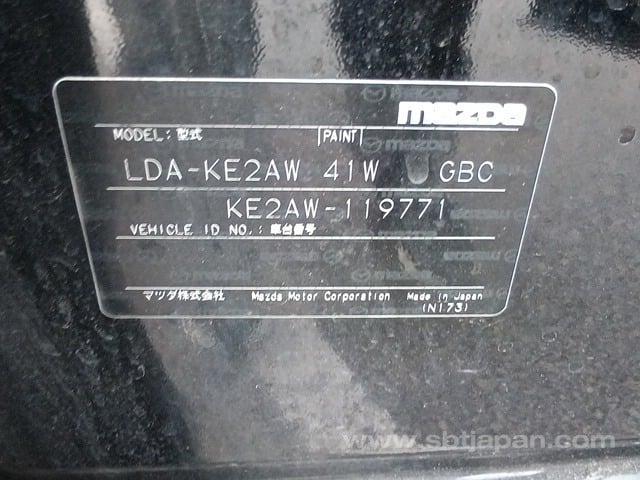 mazda
MODEL: 型式 PAINT
LDA-KE2AW 41W GBC
KE2AW-119771
VEHICLE ID NO.: 車台番号
マツダ株式会社 Mazda Motor Corporation Made in Japan
(N173)
www.sbtjapan.com